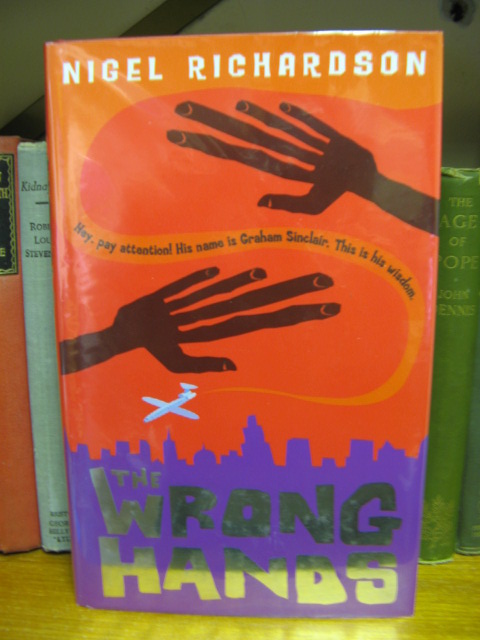 NIGEL RICHARDSON
Hey, pay attention! His name is Graham Sinclair. This is his wisdom.
THE
WRONG
HANDS
THE
AGE
OF
POPE
JOHN
DENNIS